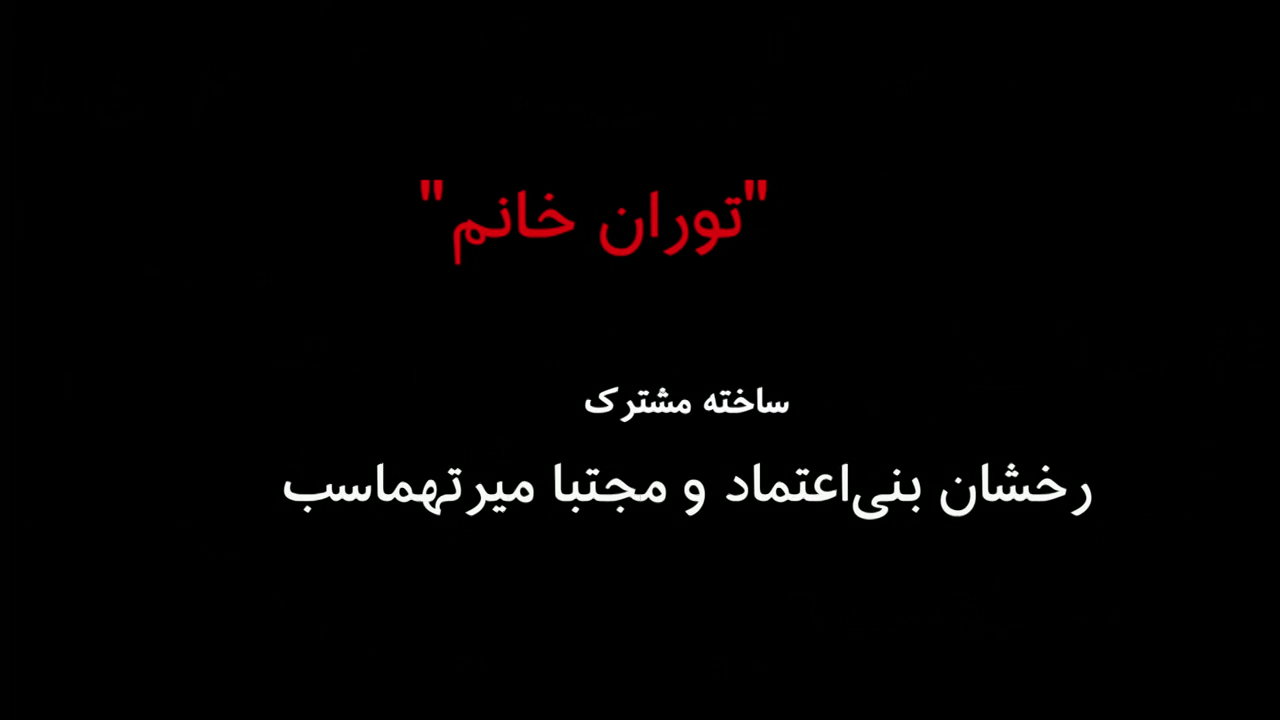 "توران خانم"
ساخته مشترک
رخشان بنی‌اعتماد و مجتبا میرتهماسب